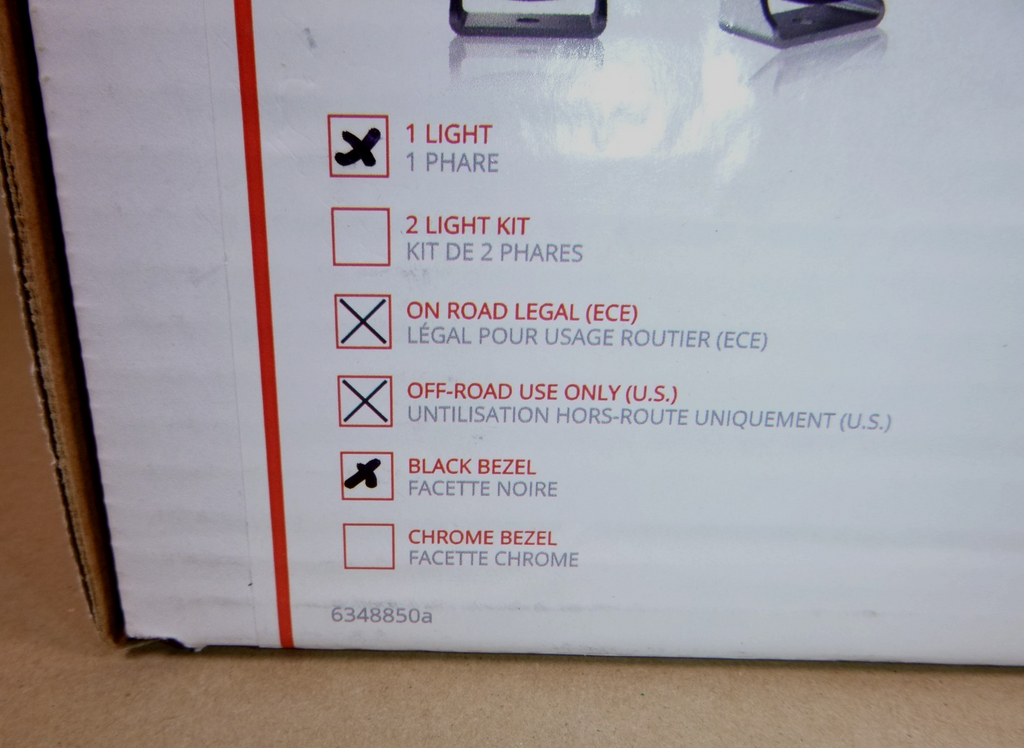 1 LIGHT
1 PHARE
2 LIGHT KIT
KIT DE 2 PHARES
ON ROAD LEGAL (ECE)
LÉGAL POUR USAGE ROUTIER (ECE)
OFF-ROAD USE ONLY (U.S.)
UNTILISATION HORS-ROUTE UNIQUEMENT (U.S.)
BLACK BEZEL
FACETTE NOIRE
CHROME BEZEL
FACETTE CHROME
6348850a